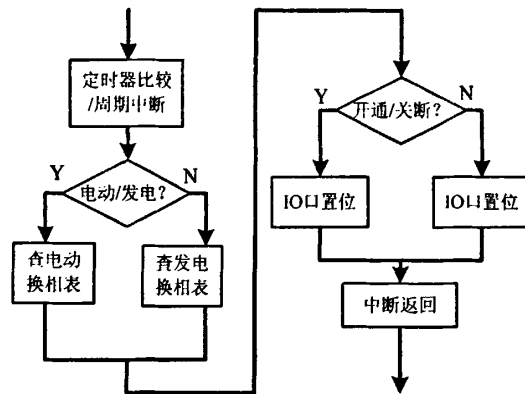 定时器比较
/周期中断
Y
N
电动/发电?
查电动
换相表
查发电
换相表
Y
N
开通/关断?
IO口置位
IO口置位
中断返回